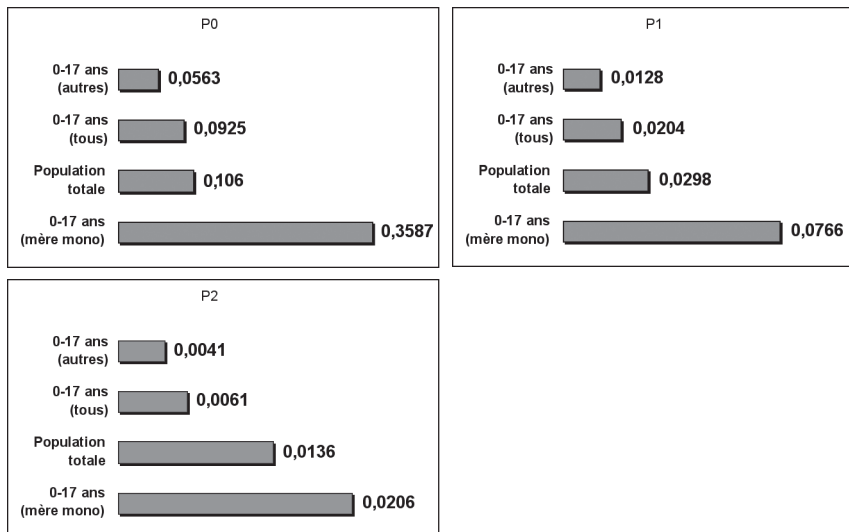 P0
0-17 ans
(autres)
0,0563
0-17 ans
(tous)
0,0925
Population
totale
0,106
0-17 ans
(mère mono)
0,3587
P1
0-17 ans
(autres)
0,0128
0-17 ans
(tous)
0,0204
Population
totale
0,0298
0-17 ans
(mère mono)
0,0766
P2
0-17 ans
(autres)
0,0041
0-17 ans
(tous)
0,0061
Population
totale
0,0136
0-17 ans
(mère mono)
0,0206